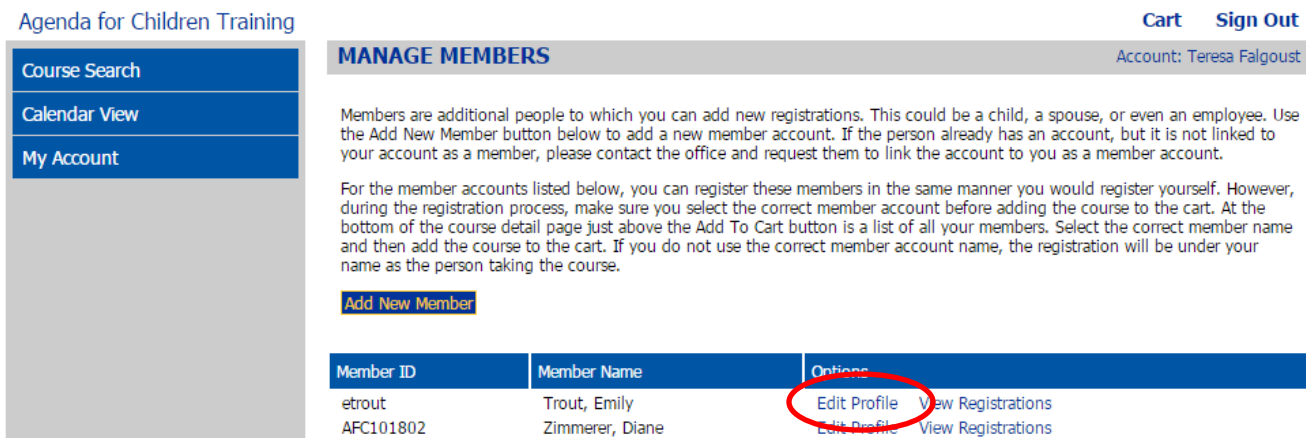 Agenda for Children Training
Cart Sign Out
Course Search
Calendar View
My Account
MANAGE MEMBERS
Account: Teresa Falgoust
Members are additional people to which you can add new registrations. This could be a child, a spouse, or even an employee. Use
the Add New Member button below to add a new member account. If the person already has an account, but it is not linked to
your account as a member, please contact the office and request them to link the account to you as a member account.
For the member accounts listed below, you can register these members in the same manner you would register yourself. However,
during the registration process, make sure you select the correct member account before adding the course to the cart. At the
bottom of the course detail page just above the Add To Cart button is a list of all your members. Select the correct member name
and then add the course to the cart. If you do not use the correct member account name, the registration will be under your
name as the person taking the course.
Add New Member
Member ID Member Name Options
etrout Trout, Emily Edit Profile View Registrations
AFC101802 Zimmerer, Diane Edit Profile View Registrations